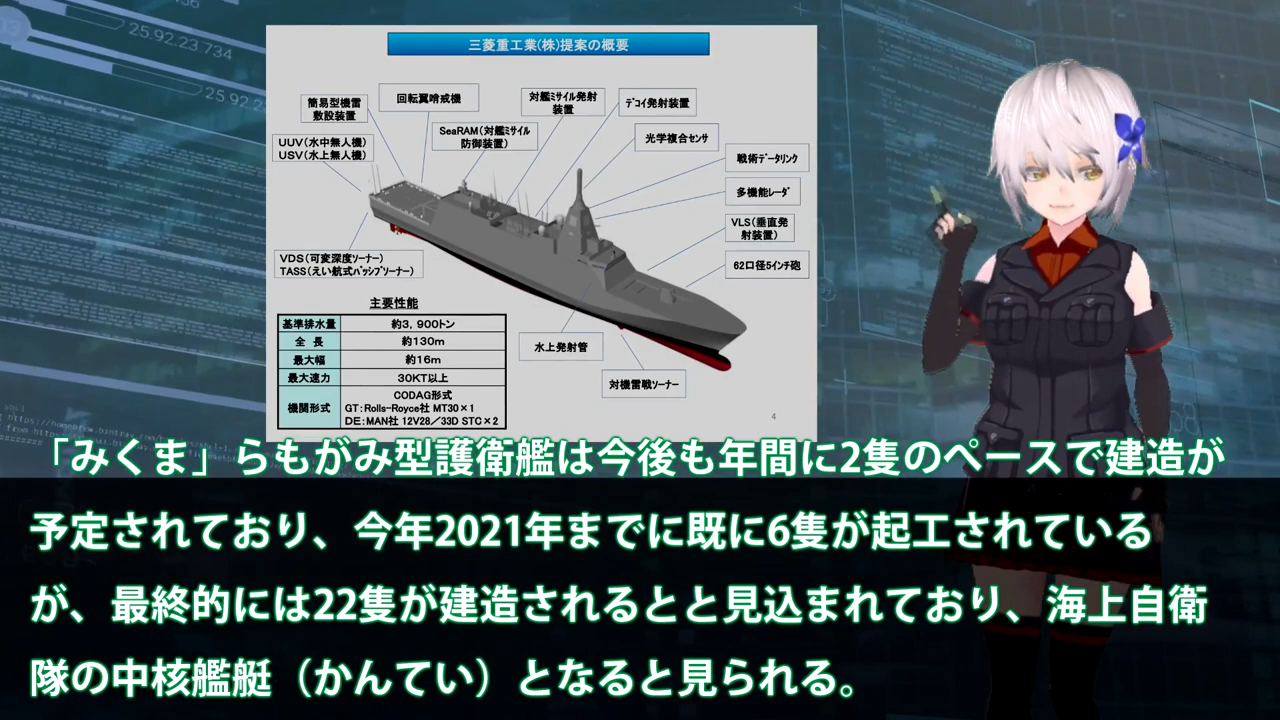 25.92.23 734
25.92.2
三菱重工業(株)提案の概要
簡易型機雷
敷設装置
回転翼哨戒機
対艦ミサイル発射
装置
デコイ発射装置
UUV(水中無人機)
USV(水上無人機)
SeaRAM(対艦ミサイル
防御装置)
光学複合センサ
戦術データリンク
多機能レーダ
VLS(垂直発
射装置)
62口径5インチ砲
VDS(可変深度ソーナー)
TASS(えい航式パッシブソーナー)
水上発射管
対機雷戦ソーナー
主要性能
基準排水量 約3,900トン
全 長 約130m
最大幅 約16m
最大速力 30KT以上
機関形式 CODAG形式
GT:Rolls-Royce社 MT30×1
DE:MAN社 12V28/33D STC×2
4
「みくま」らもがみ型護衛艦は今後も年間に2隻のペースで建造が
予定されており、今年2021年までに既に6隻が起工されている
が、最終的には22隻が建造されるとと見込まれており、海上自衛
隊の中核艦艇（かんてい）となると見られる。